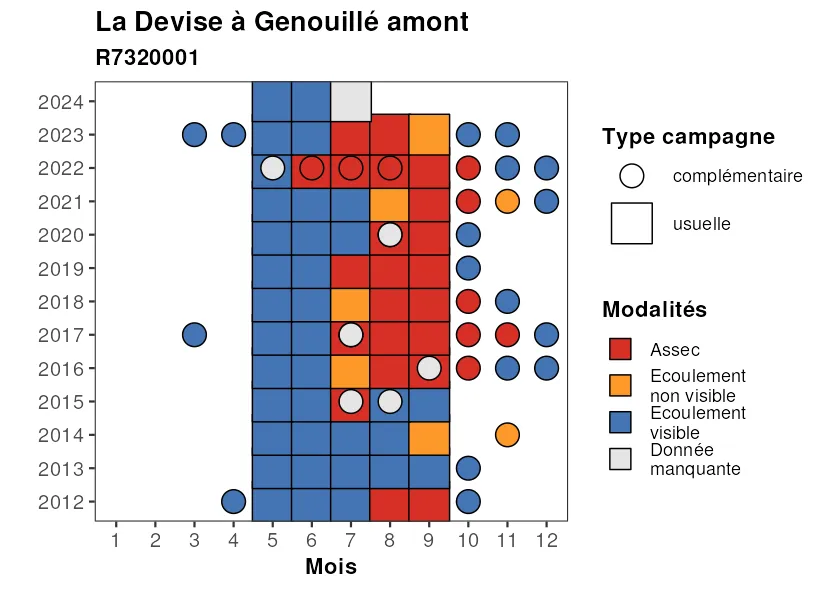 La Devise à Genouillé amont
R7320001
2024
2023
2022
2021
2020
2019
2018
2017
2016
2015
2014
2013
2012
1 2 3 4 5 6 7 8 9 10 11 12
Mois
Type campagne
complémentaire
usuelle
Modalités
Assec
Ecoulement
non visible
Ecoulement
visible
Donnée
manquante